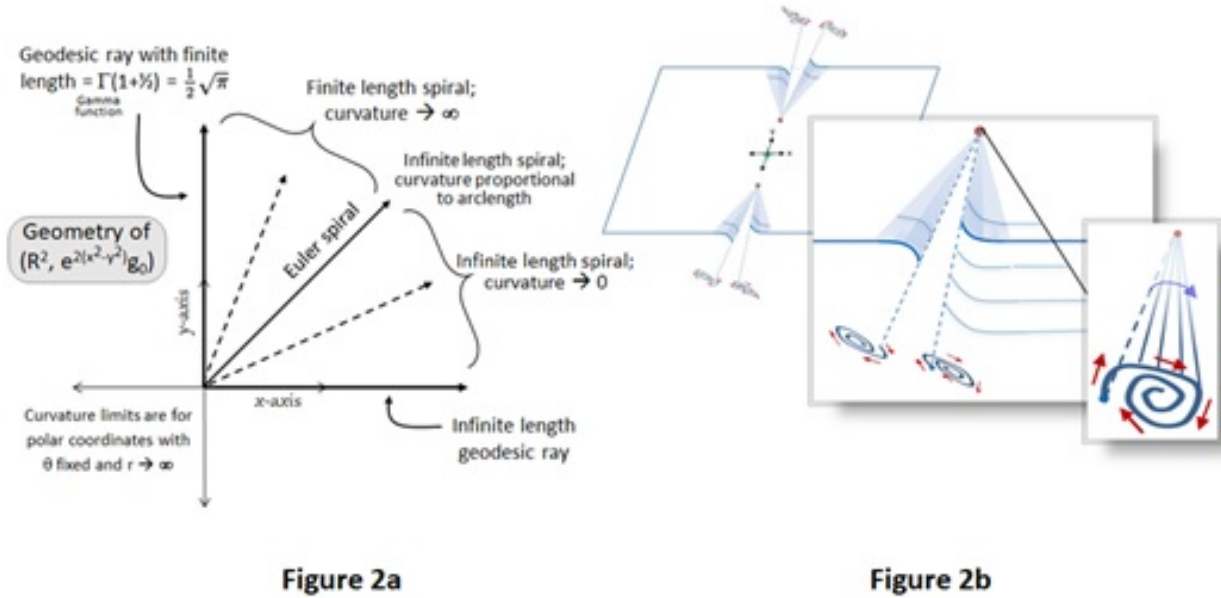 Geodesic ray with finite
length = Γ(1+½) = ½√π
Gamma
function
Finite length spiral;
curvature → ∞
Infinite length spiral;
curvature proportional
to arclength
Geometry of
(R², e^{2(x²-y²)}g₀)
Euler spiral
Infinite length spiral;
curvature → 0
y-axis
x-axis
Curvature limits are for
polar coordinates with
θ fixed and r → ∞
Infinite length
geodesic ray
Figure 2a
Figure 2b